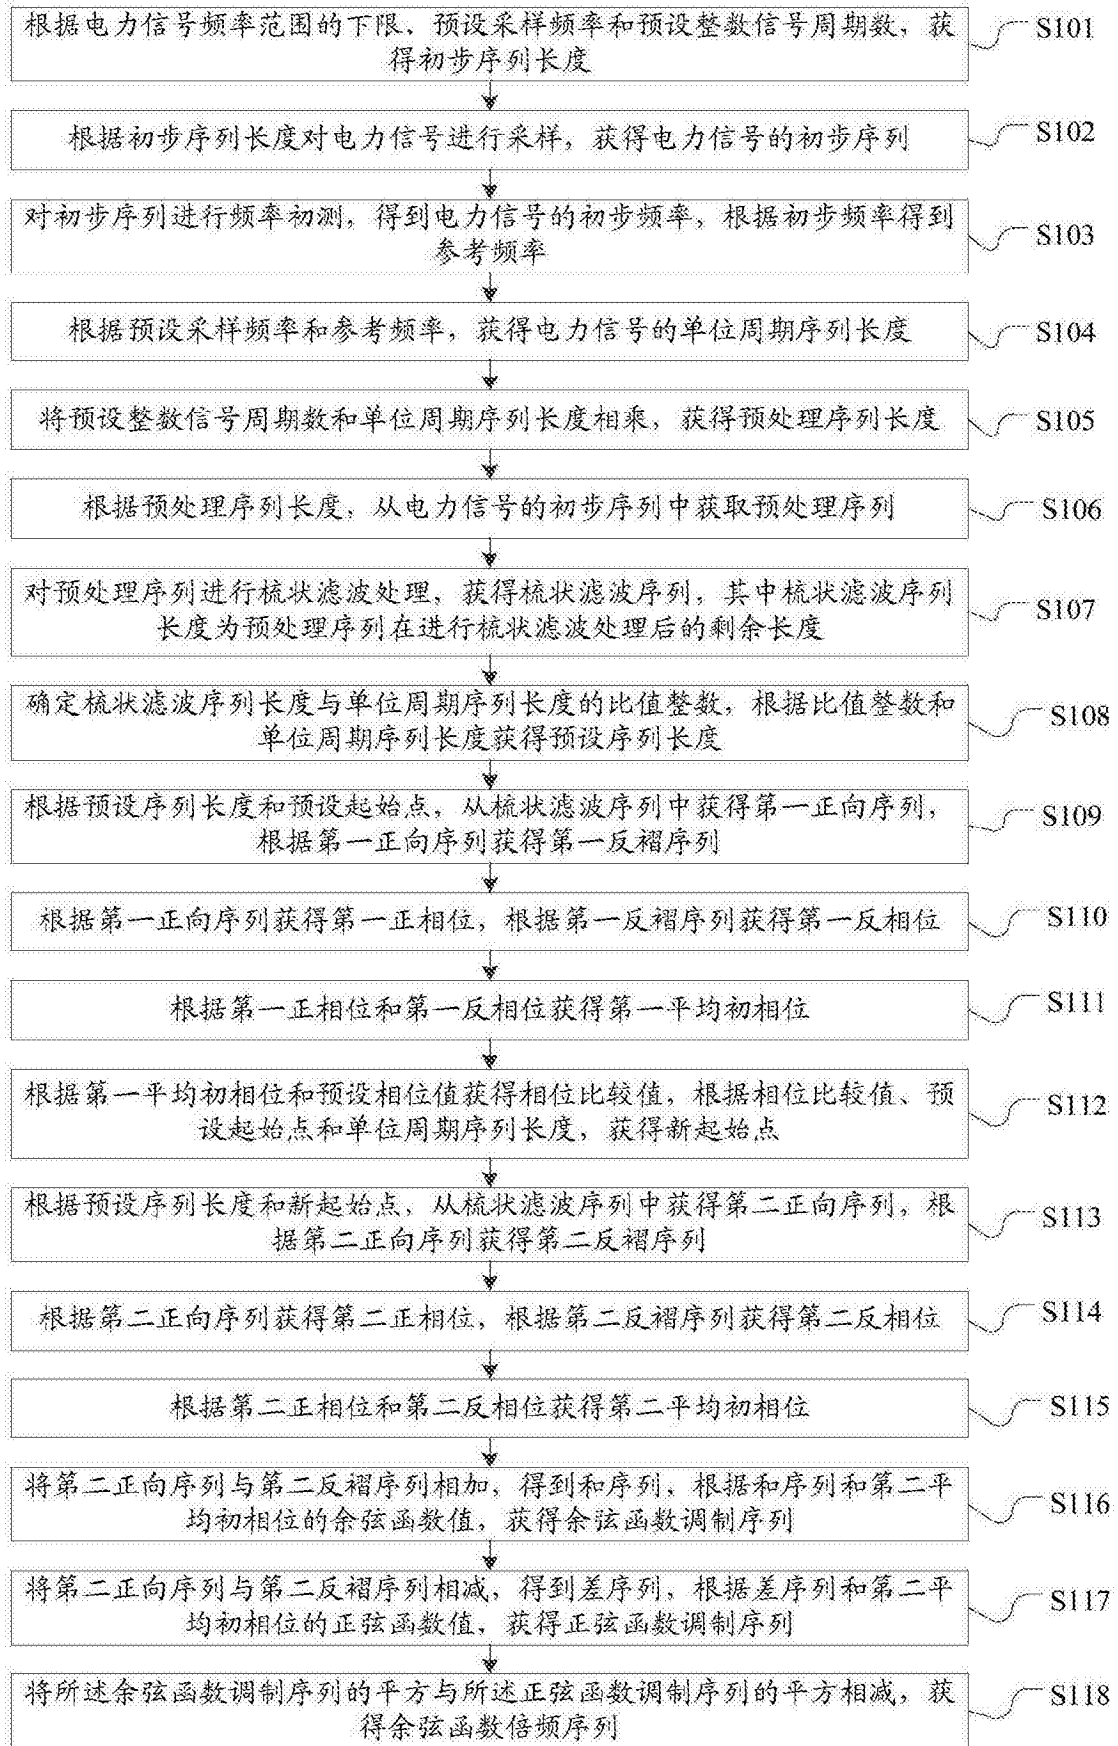 根据电力信号频率范围的下限、预设采样频率和预设整数信号周期数，获
得初步序列长度
S101
根据初步序列长度对电力信号进行采样，获得电力信号的初步序列
S102
对初步序列进行频率初测，得到电力信号的初步频率，根据初步频率得到
参考频率
S103
根据预设采样频率和参考频率，获得电力信号的单位周期序列长度
S104
将预设整数信号周期数和单位周期序列长度相乘，获得预处理序列长度
S105
根据预处理序列长度，从电力信号的初步序列中获取预处理序列
S106
对预处理序列进行梳状滤波处理，获得梳状滤波序列，其中梳状滤波序列
长度为预处理序列在进行梳状滤波处理后的剩余长度
S107
确定梳状滤波序列长度与单位周期序列长度的比值整数，根据比值整数和
单位周期序列长度获得预设序列长度
S108
根据预设序列长度和预设起始点，从梳状滤波序列中获得第一正向序列，
根据第一正向序列获得第一反褶序列
S109
根据第一正向序列获得第一正相位，根据第一反褶序列获得第一反相位
S110
根据第一正相位和第一反相位获得第一平均初相位
S111
根据第一平均初相位和预设相位值获得相位比较值，根据相位比较值、预
设起始点和单位周期序列长度，获得新起始点
S112
根据预设序列长度和新起始点，从梳状滤波序列中获得第二正向序列，根
据第二正向序列获得第二反褶序列
S113
根据第二正向序列获得第二正相位，根据第二反褶序列获得第二反相位
S114
根据第二正相位和第二反相位获得第二平均初相位
S115
将第二正向序列与第二反褶序列相加，得到和序列，根据和序列和第二平
均初相位的余弦函数值，获得余弦函数调制序列
S116
将第二正向序列与第二反褶序列相减，得到差序列，根据差序列和第二平
均初相位的正弦函数值，获得正弦函数调制序列
S117
将所述余弦函数调制序列的平方与所述正弦函数调制序列的平方相减，获
得余弦函数倍频序列
S118